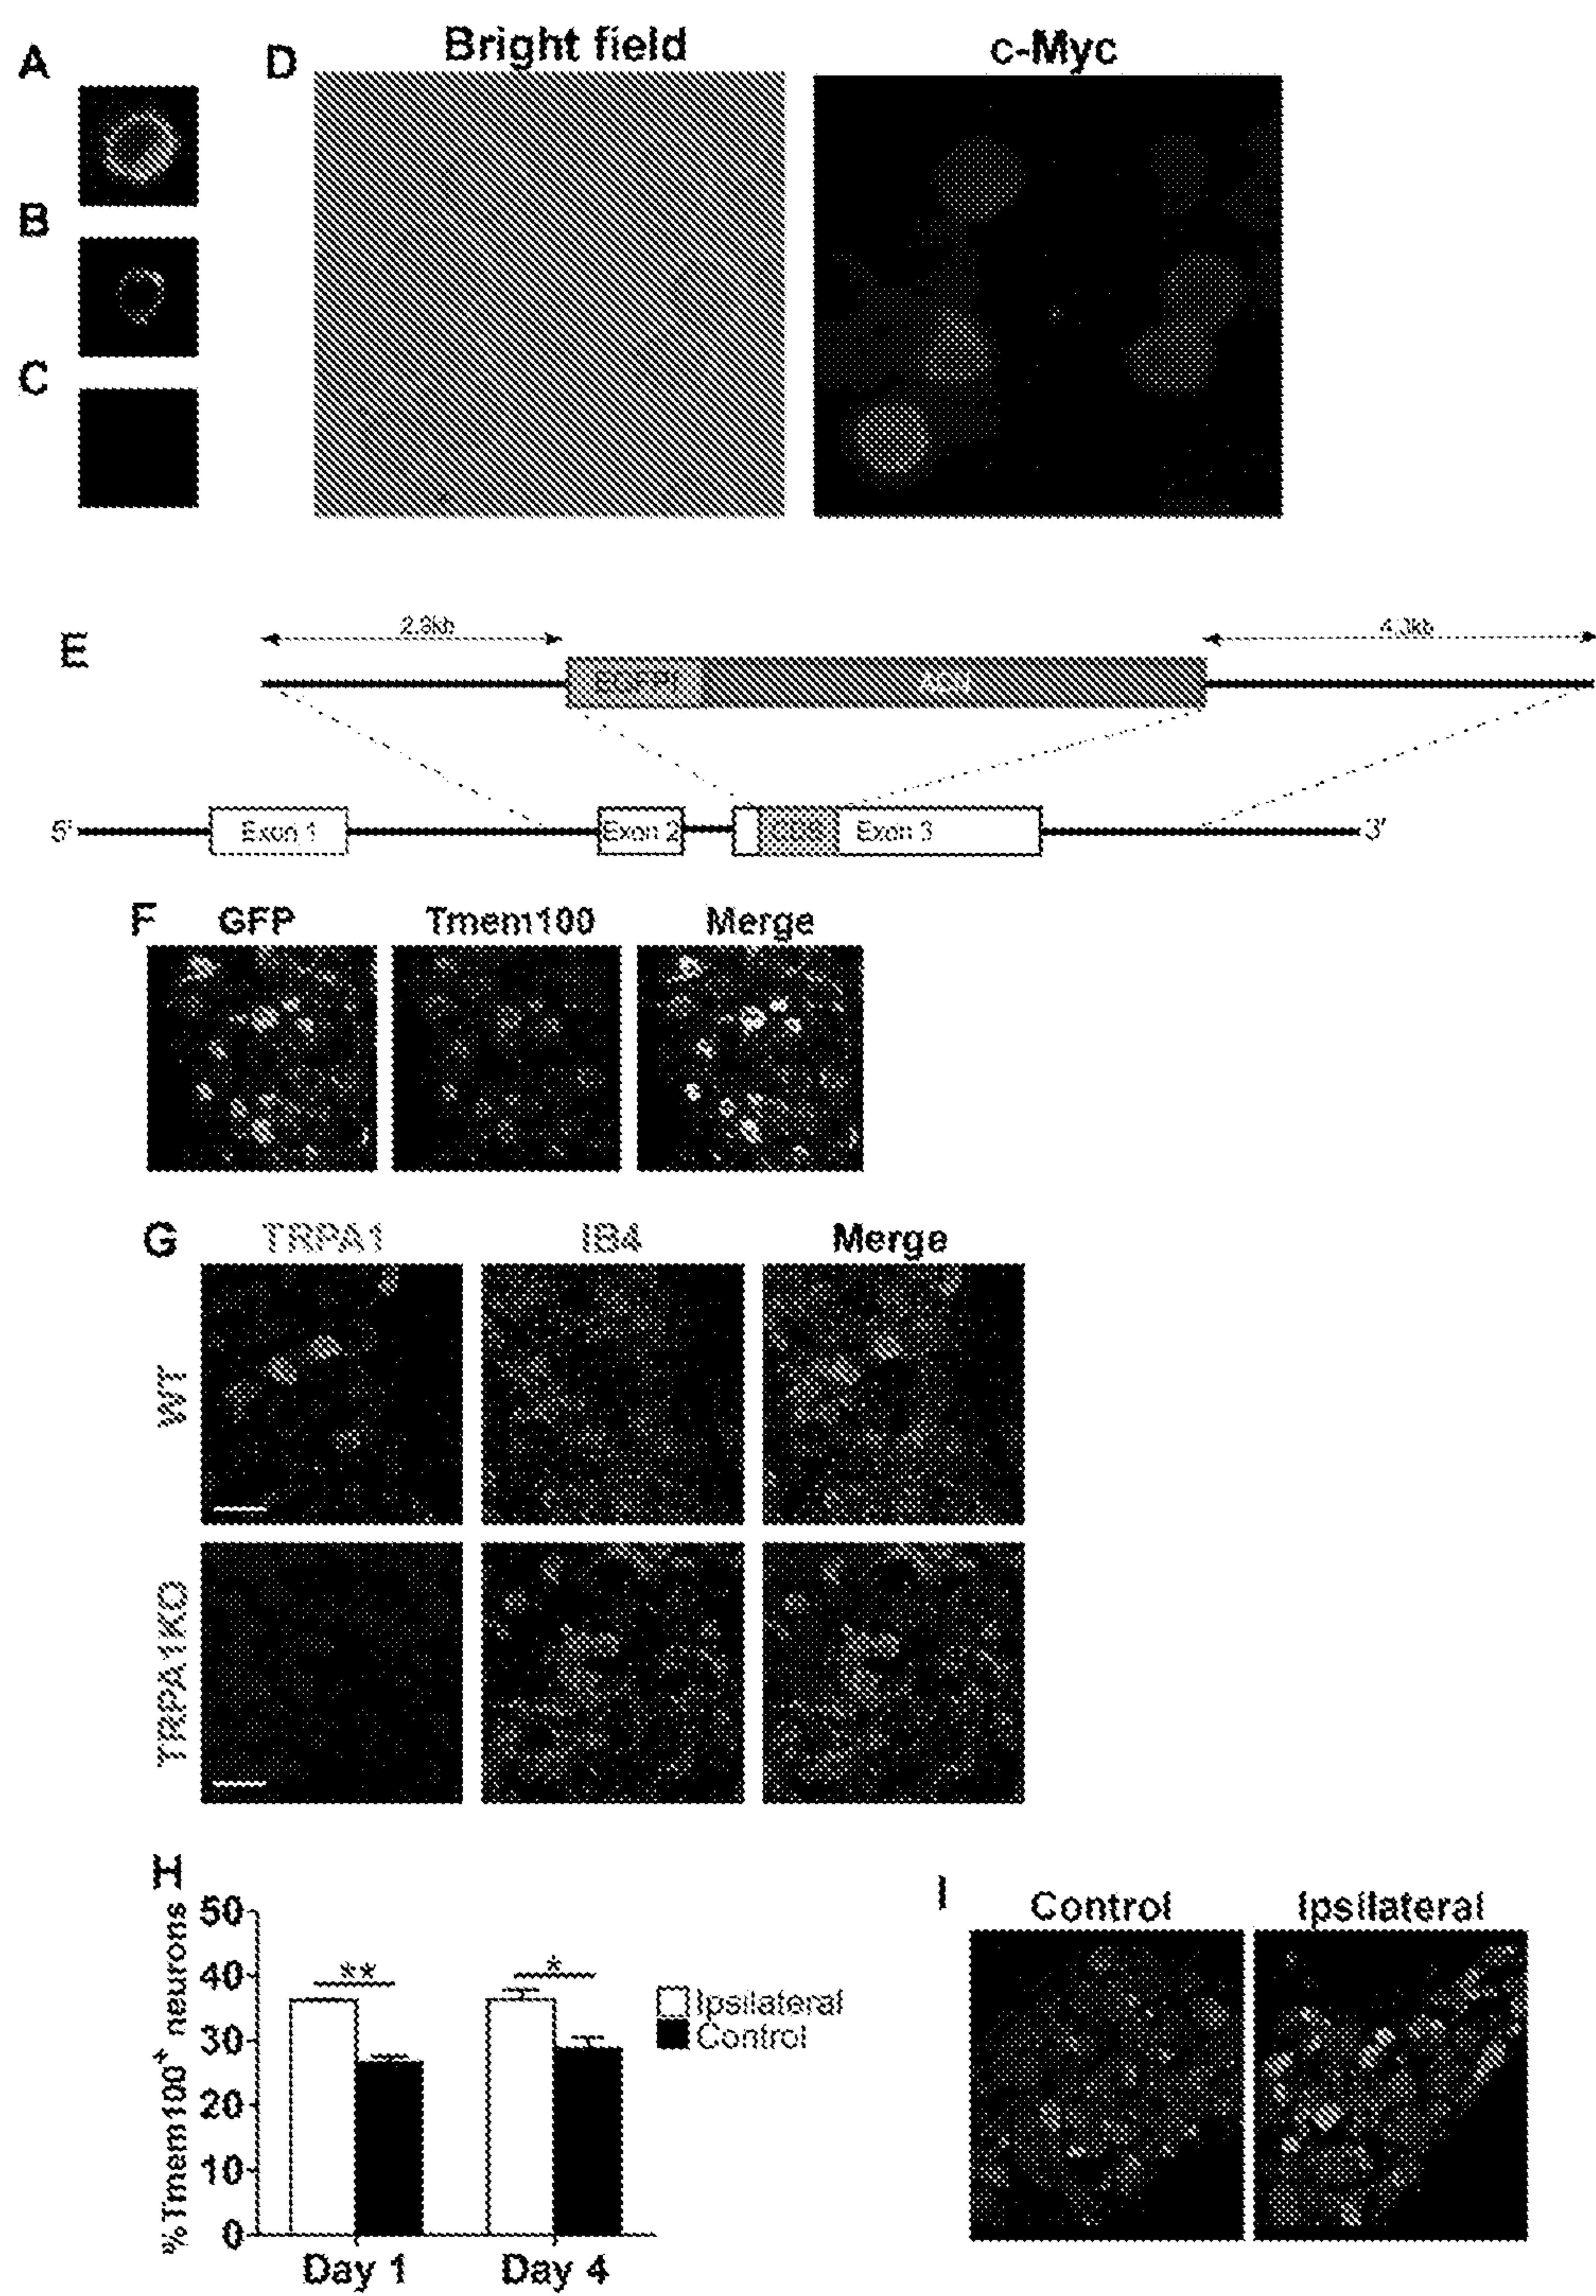 A
D
Bright field
c-Myc
B
C
E
2.8kb
4.3kb
EGFPf
5'
Exon 1
Exon 2
Exon 3
3'
F
GFP
Tmem100
Merge
G
TRPA1
IB4
Merge
WT
TRPA1KO
H
% Tmem100+ neurons
50
40
30
20
10
0
**
*
Ipsilateral
Control
Day 1
Day 4
I
Control
Ipsilateral